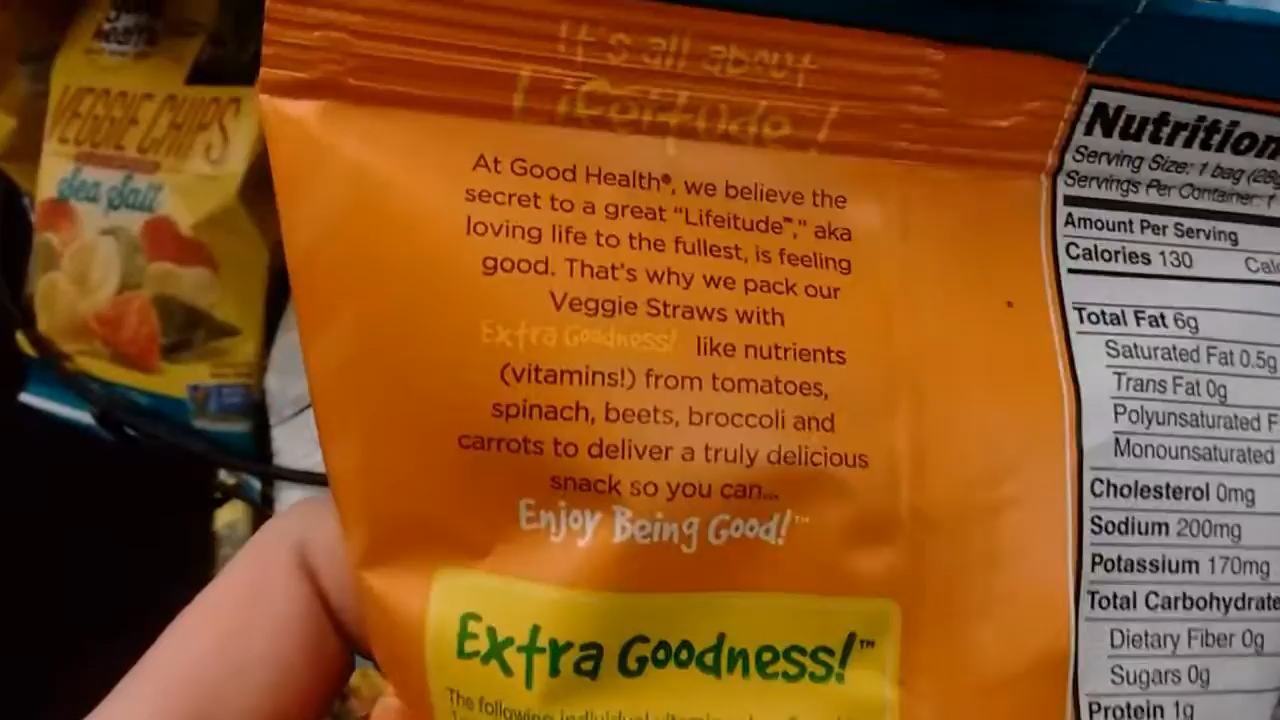 It's all about
Lifeitude!
At Good Health®, we believe the
secret to a great “Lifeitude™,” aka
loving life to the fullest, is feeling
good. That's why we pack our
Veggie Straws with
Extra Goodness! like nutrients
(vitamins!) from tomatoes,
spinach, beets, broccoli and
carrots to deliver a truly delicious
snack so you can...
Enjoy Being Good!™
Extra Goodness!™
The following individual
Nutrition
Serving Size: 1 bag (28g
Servings Per Container: 1
Amount Per Serving
Calories 130
Total Fat 6g
Saturated Fat 0.5g
Trans Fat 0g
Polyunsaturated F
Monounsaturated
Cholesterol 0mg
Sodium 200mg
Potassium 170mg
Total Carbohydrate
Dietary Fiber 0g
Sugars 0g
Protein 1g
VEGGIE CHIPS
Sea Salt